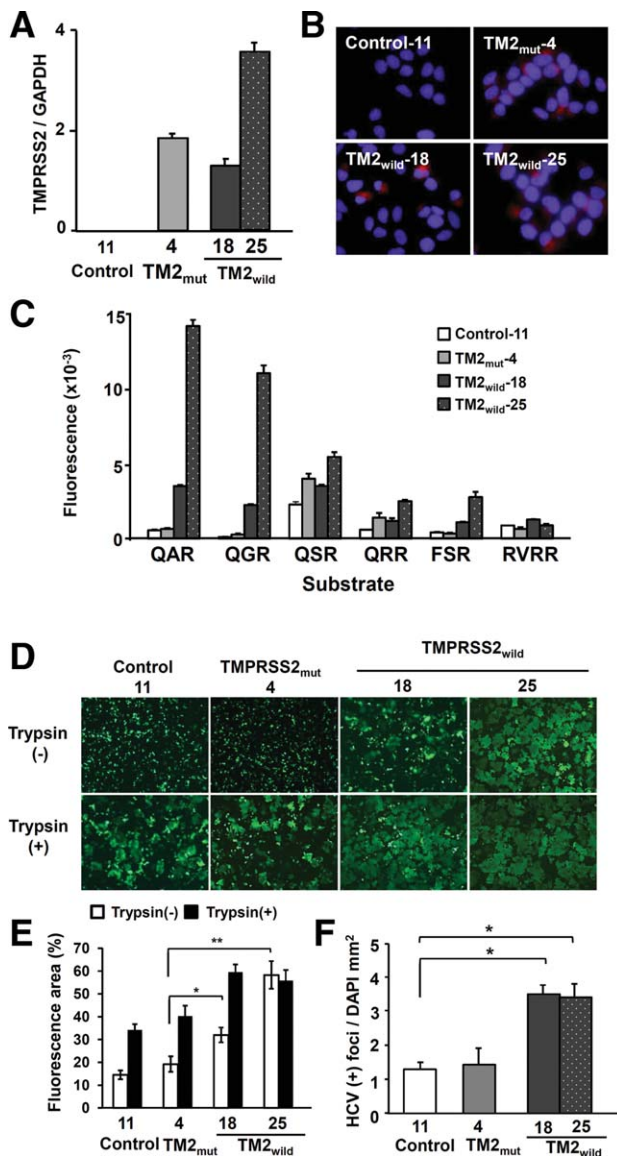 A
TMPRSS2 / GAPDH
4
2
0
11
4
18 25
Control
TM2mut
TM2wild
B
Control-11
TM2mut-4
TM2wild-18
TM2wild-25
C
Fluorescence (x10-3)
15
10
5
0
Control-11
TM2mut-4
TM2wild-18
TM2wild-25
QAR QGR QSR QRR FSR RVRR
Substrate
D
Control
11
TMPRSS2mut
4
TMPRSS2wild
18 25
Trypsin
(-)
Trypsin
(+)
Trypsin(-) Trypsin(+)
E
Fluorescence area (%)
70
60
50
40
30
20
10
0
**
*
11 4 18 25
Control TM2mut TM2wild
F
HCV (+) foci / DAPI mm2
5
4
3
2
1
0
*
*
11 4 18 25
Control TM2mut TM2wild